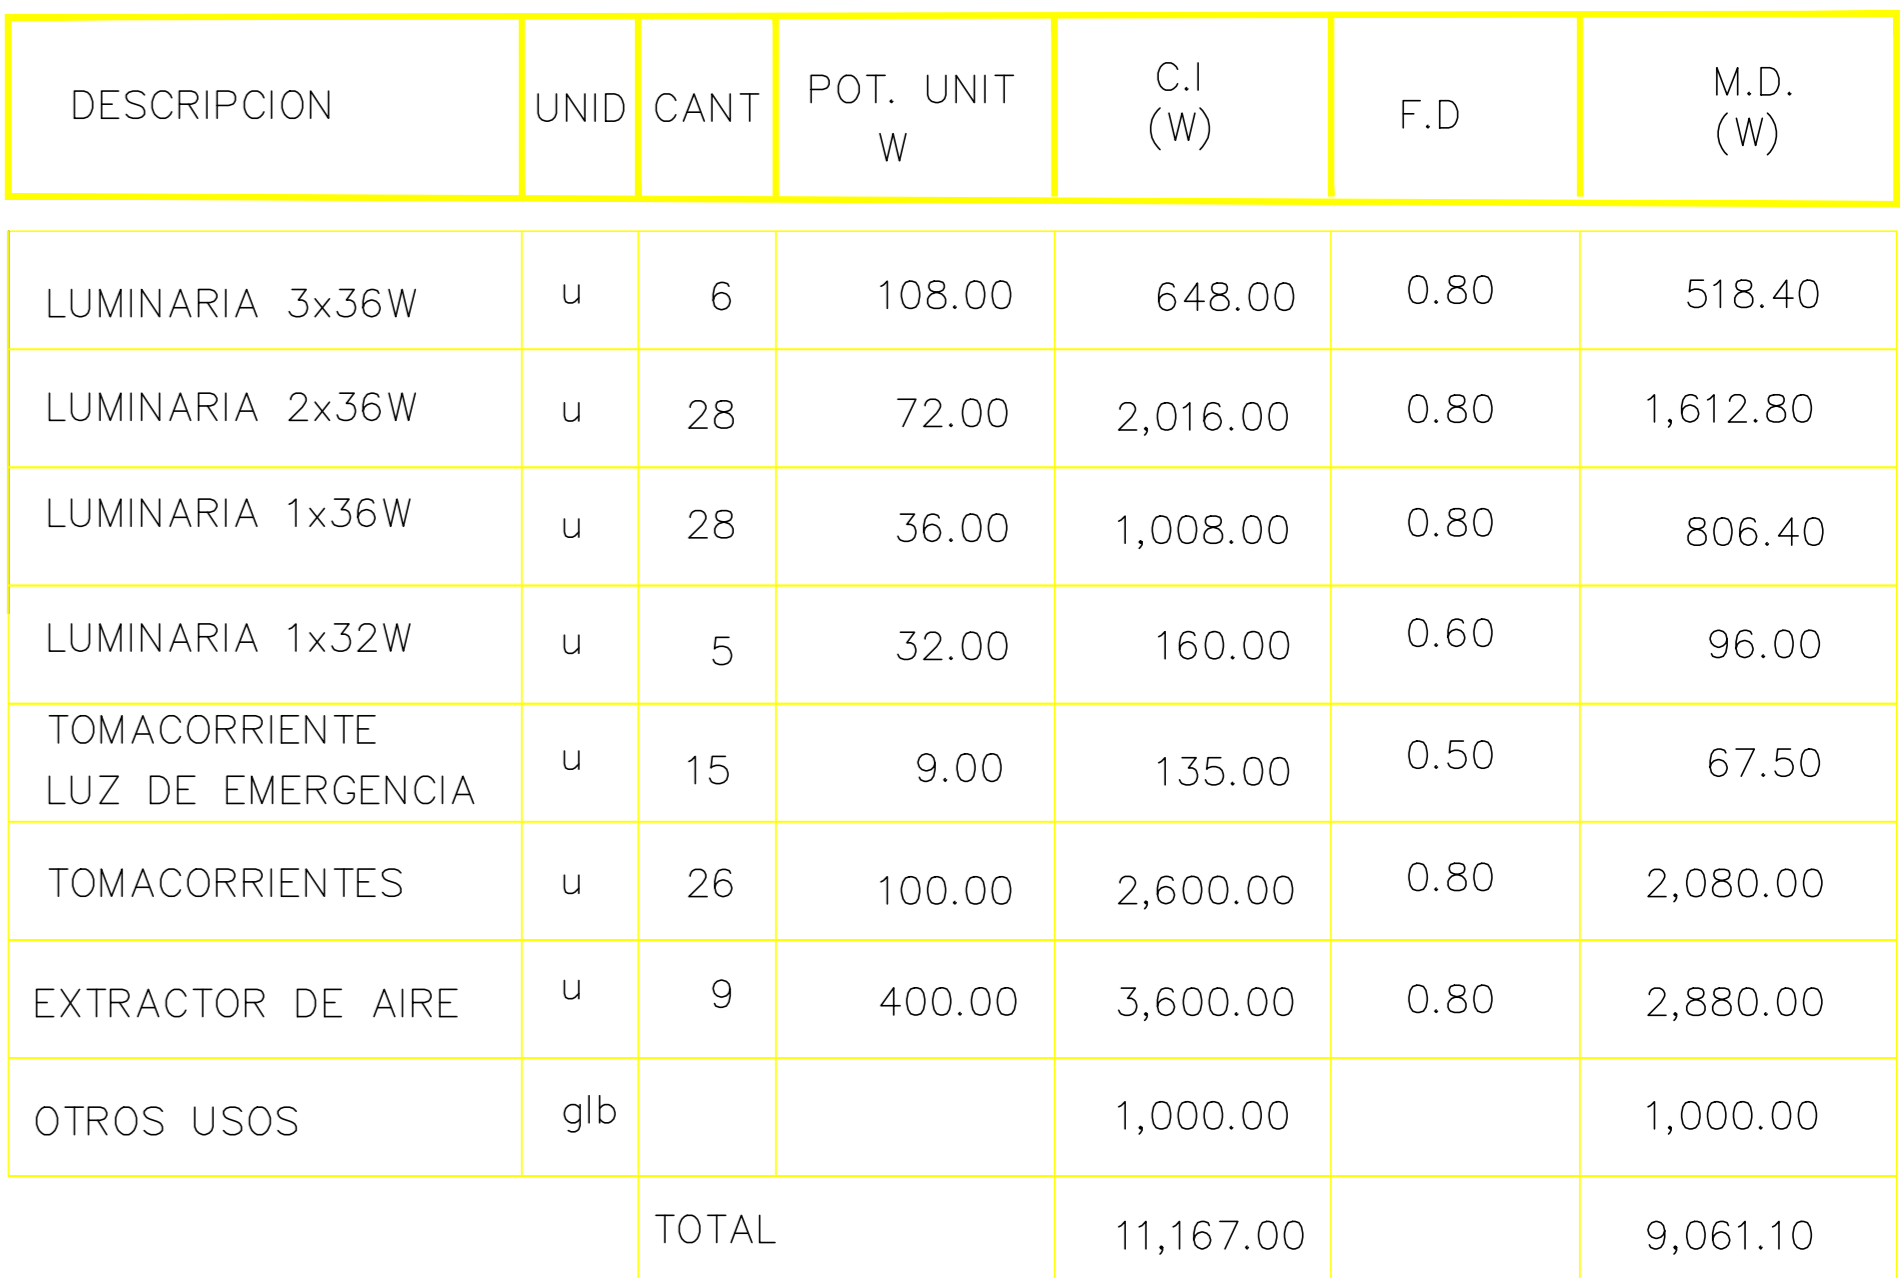 DESCRIPCION UNID CANT POT. UNIT W C.I (W) F.D M.D. (W)
LUMINARIA 3x36W u 6 108.00 648.00 0.80 518.40
LUMINARIA 2x36W u 28 72.00 2,016.00 0.80 1,612.80
LUMINARIA 1x36W u 28 36.00 1,008.00 0.80 806.40
LUMINARIA 1x32W u 5 32.00 160.00 0.60 96.00
TOMACORRIENTE
LUZ DE EMERGENCIA u 15 9.00 135.00 0.50 67.50
TOMACORRIENTES u 26 100.00 2,600.00 0.80 2,080.00
EXTRACTOR DE AIRE u 9 400.00 3,600.00 0.80 2,880.00
OTROS USOS glb 1,000.00 1,000.00
TOTAL 11,167.00 9,061.10